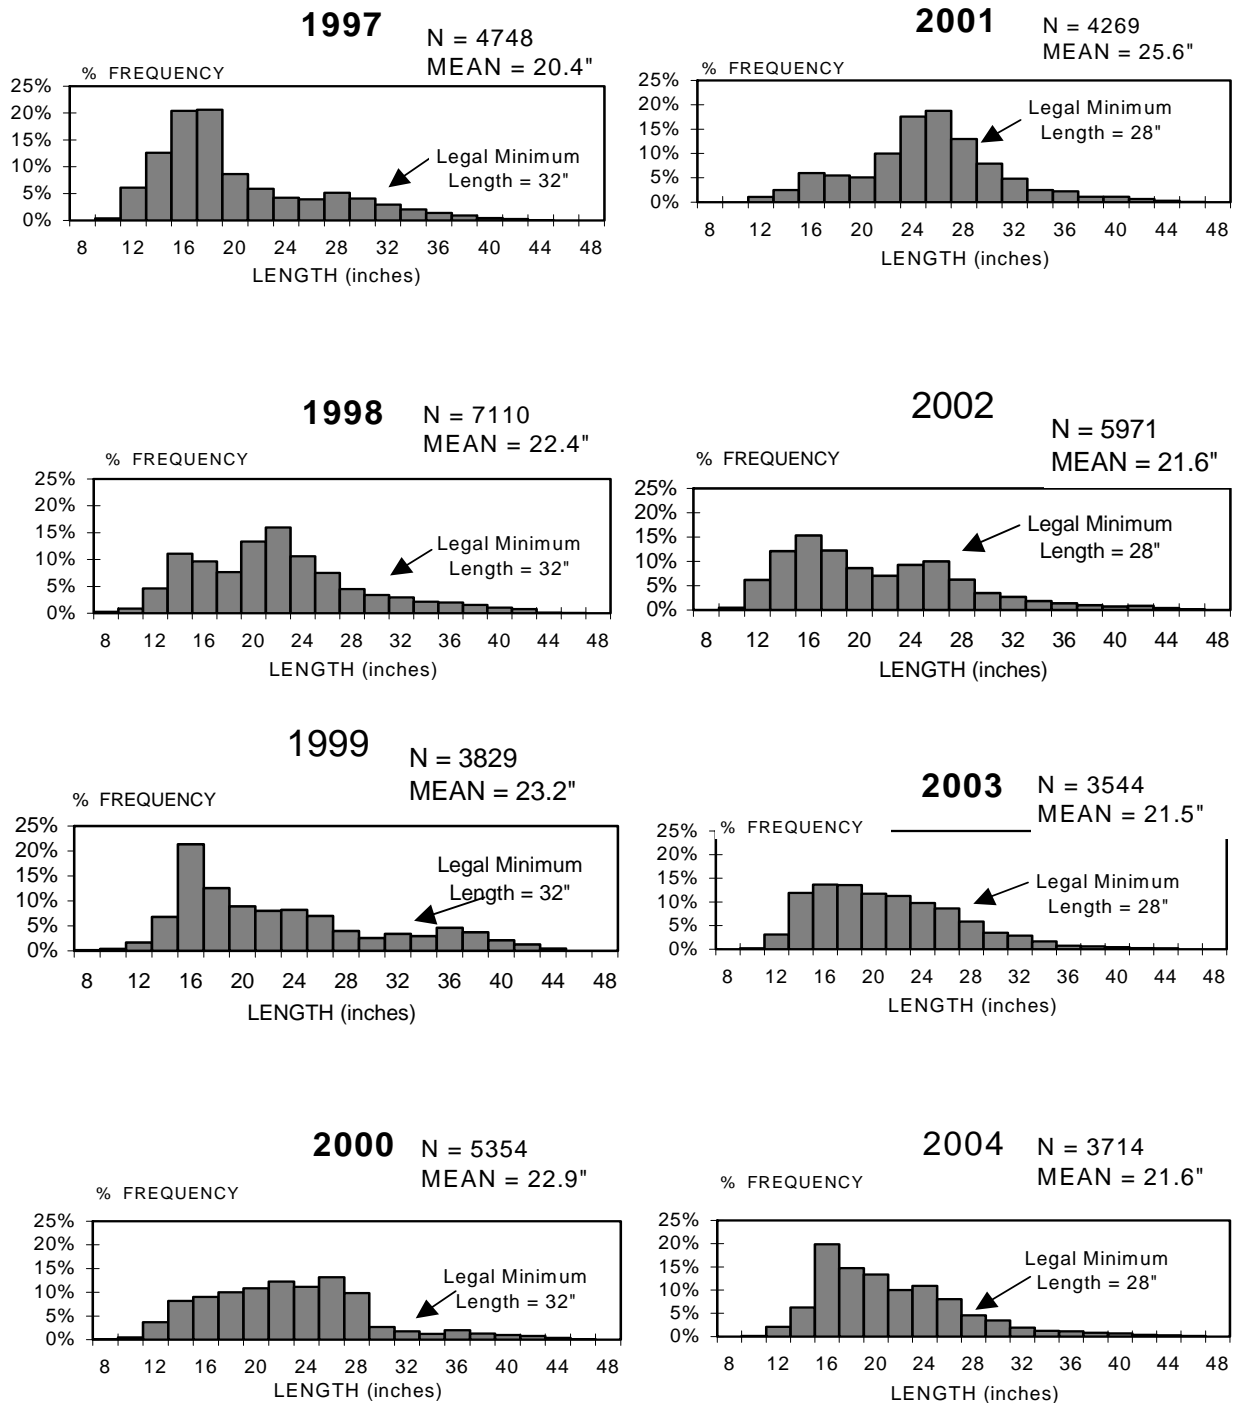 1997
N = 4748
MEAN = 20.4"
% FREQUENCY
25%
20%
15%
10%
5%
0%
Legal Minimum
Length = 32"
8 12 16 20 24 28 32 36 40 44 48
LENGTH (inches)
2001
N = 4269
MEAN = 25.6"
% FREQUENCY
25%
20%
15%
10%
5%
0%
Legal Minimum
Length = 28"
8 12 16 20 24 28 32 36 40 44 48
LENGTH (inches)
1998
N = 7110
MEAN = 22.4"
% FREQUENCY
25%
20%
15%
10%
5%
0%
Legal Minimum
Length = 32"
8 12 16 20 24 28 32 36 40 44 48
LENGTH (inches)
2002
N = 5971
MEAN = 21.6"
% FREQUENCY
25%
20%
15%
10%
5%
0%
Legal Minimum
Length = 28"
8 12 16 20 24 28 32 36 40 44 48
LENGTH (inches)
1999
N = 3829
MEAN = 23.2"
% FREQUENCY
25%
20%
15%
10%
5%
0%
Legal Minimum
Length = 32"
8 12 16 20 24 28 32 36 40 44 48
LENGTH (inches)
2003
N = 3544
MEAN = 21.5"
% FREQUENCY
25%
20%
15%
10%
5%
0%
Legal Minimum
Length = 28"
8 12 16 20 24 28 32 36 40 44 48
LENGTH (inches)
2000
N = 5354
MEAN = 22.9"
% FREQUENCY
25%
20%
15%
10%
5%
0%
Legal Minimum
Length = 32"
8 12 16 20 24 28 32 36 40 44 48
LENGTH (inches)
2004
N = 3714
MEAN = 21.6"
% FREQUENCY
25%
20%
15%
10%
5%
0%
Legal Minimum
Length = 28"
8 12 16 20 24 28 32 36 40 44 48
LENGTH (inches)